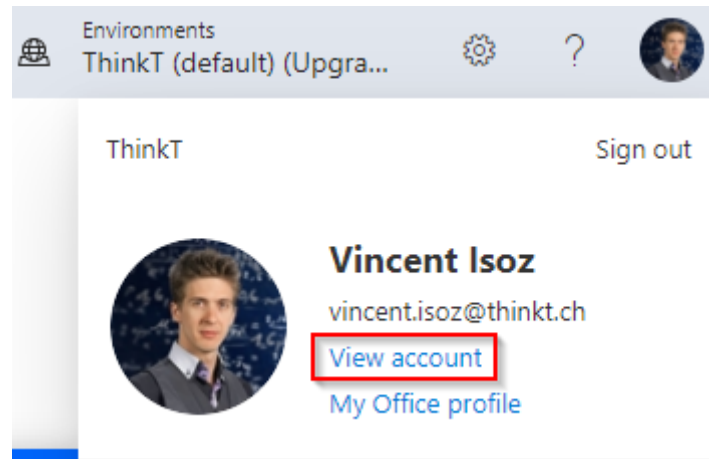 Environments
ThinkT (default) (Upgra...
?
ThinkT
Sign out
Vincent Isoz
vincent.isoz@thinkt.ch
View account
My Office profile